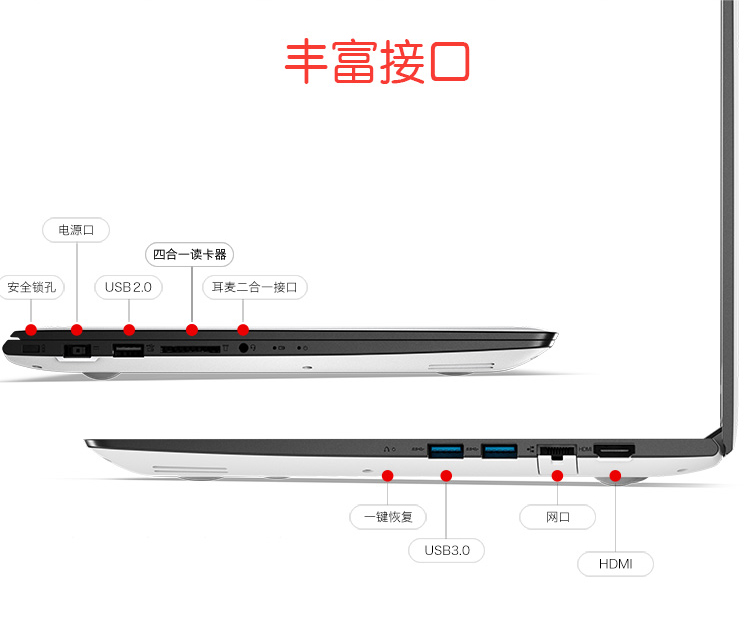 丰富接口
电源口
四合一读卡器
安全锁孔
USB 2.0
耳麦二合一接口
HDMI
一键恢复
网口
USB3.0
HDMI